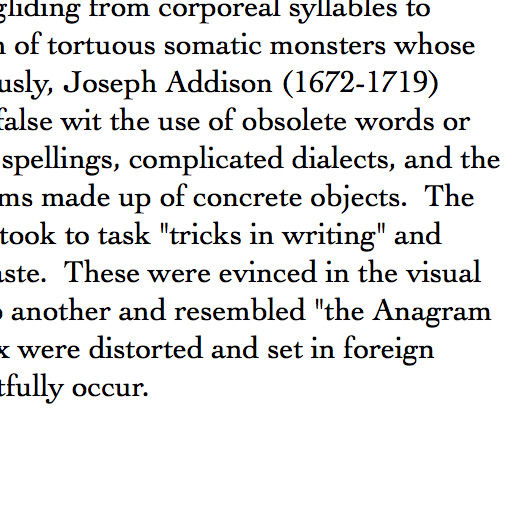 gliding from corporeal syllables to
of tortuous somatic monsters whose
usly, Joseph Addison (1672-1719)
false wit the use of obsolete words or
spellings, complicated dialects, and the
ms made up of concrete objects.  The
took to task "tricks in writing" and
ste.  These were evinced in the visual
another and resembled "the Anagram
x were distorted and set in foreign
tfully occur.